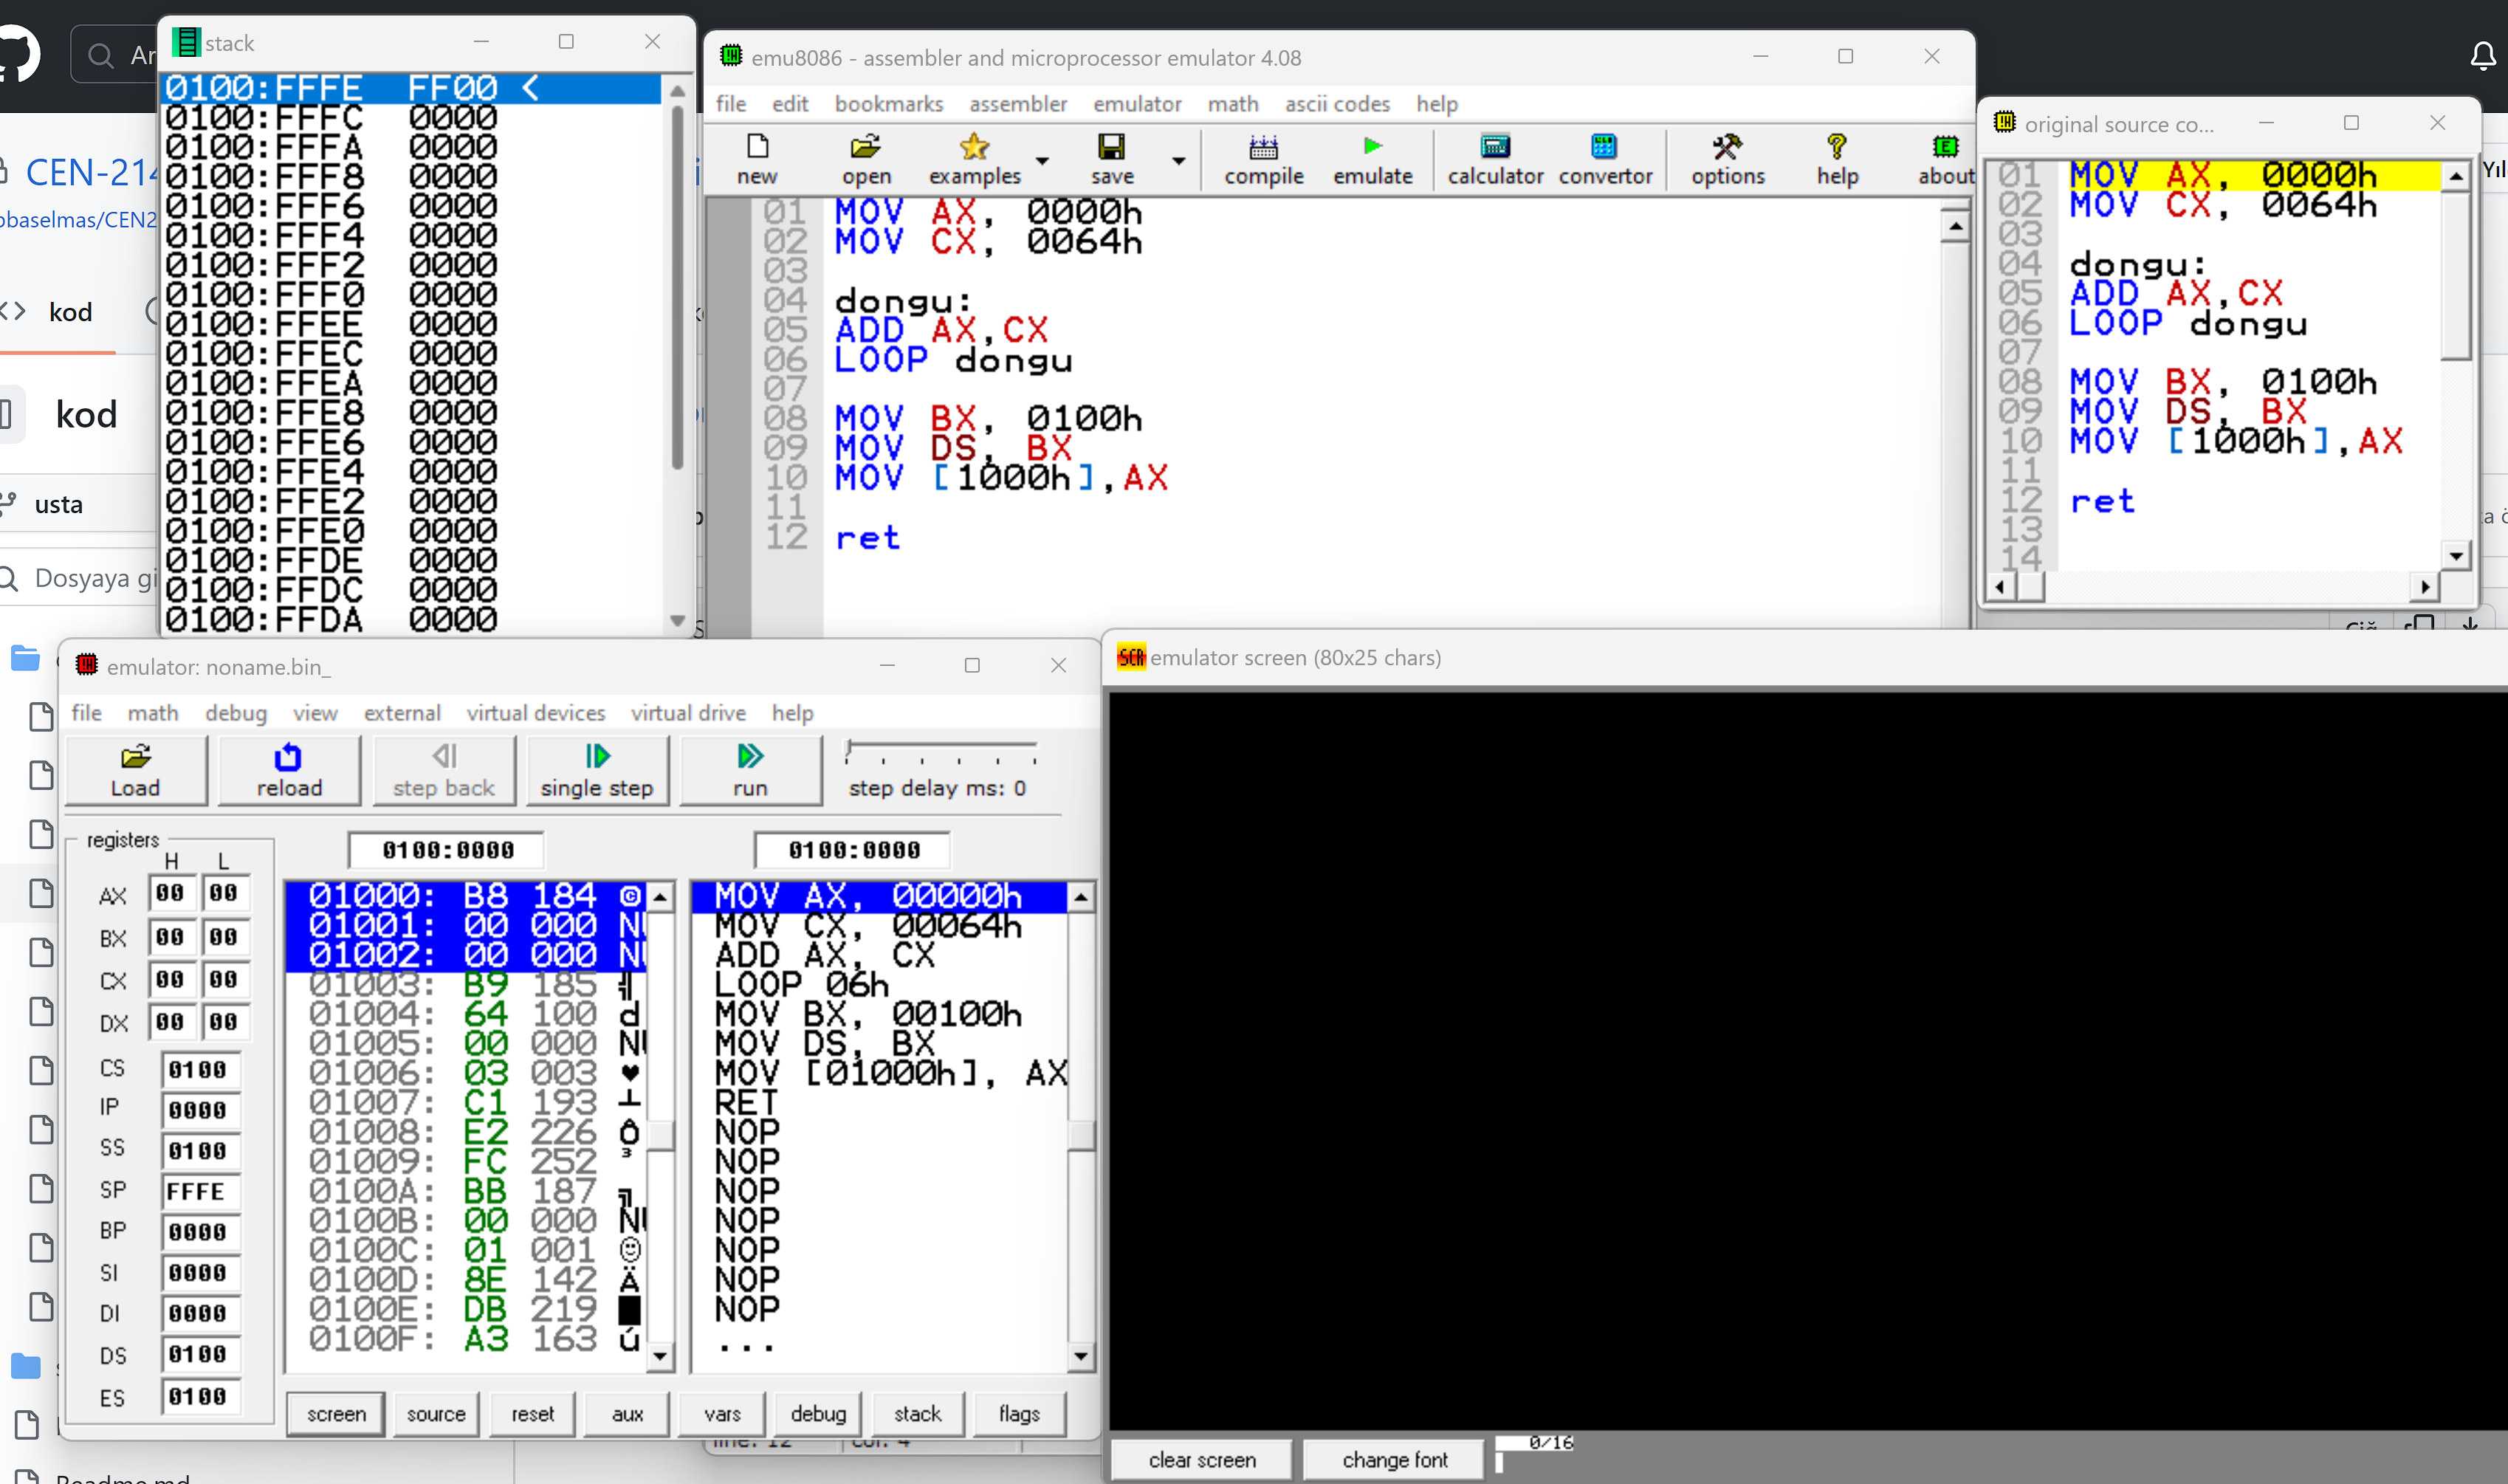 stack
0100:FFFE FF00 <
0100:FFFC 0000
0100:FFFA 0000
0100:FFF8 0000
0100:FFF6 0000
0100:FFF4 0000
0100:FFF2 0000
0100:FFF0 0000
0100:FFEE 0000
0100:FFEC 0000
0100:FFEA 0000
0100:FFE8 0000
0100:FFE6 0000
0100:FFE4 0000
0100:FFE2 0000
0100:FFE0 0000
0100:FFDE 0000
0100:FFDC 0000
0100:FFDA 0000
CEN-214
obaselmas/CEN2
<> kod
kod
usta
Dosyaya gi
emu8086 - assembler and microprocessor emulator 4.08
file edit bookmarks assembler emulator math ascii codes help
new open examples save compile emulate calculator convertor options help about
01 MOV AX, 0000h
02 MOV CX, 0064h
03
04 dongu:
05 ADD AX,CX
06 LOOP dongu
07
08 MOV BX, 0100h
09 MOV DS, BX
10 MOV [1000h],AX
11
12 ret
original source co...
01 MOV AX, 0000h
02 MOV CX, 0064h
03
04 dongu:
05 ADD AX,CX
06 LOOP dongu
07
08 MOV BX, 0100h
09 MOV DS, BX
10 MOV [1000h],AX
11
12 ret
13
14
emulator: noname.bin_
file math debug view external virtual devices virtual drive help
Load reload step back single step run step delay ms: 0
registers
H L
AX 00 00
BX 00 00
CX 00 00
DX 00 00
CS 0100
IP 0000
SS 0100
SP FFFE
BP 0000
SI 0000
DI 0000
DS 0100
ES 0100
0100:0000
01000: B8 184 @
01001: 00 000 NU
01002: 00 000 NU
01003: B9 185 ╣
01004: 64 100 d
01005: 00 000 NU
01006: 03 003 ♥
01007: C1 193 ┴
01008: E2 226 Ô
01009: FC 252 ³
0100A: BB 187 ╗
0100B: 00 000 NU
0100C: 01 001 ☺
0100D: 8E 142 Ä
0100E: DB 219 █
0100F: A3 163 ú
0100:0000
MOV AX, 00000h
MOV CX, 00064h
ADD AX, CX
LOOP 06h
MOV BX, 00100h
MOV DS, BX
MOV [01000h], AX
RET
NOP
NOP
NOP
NOP
NOP
NOP
NOP
...
screen source reset aux vars debug stack flags
emulator screen (80x25 chars)
clear screen change font 0/16
Readme.md